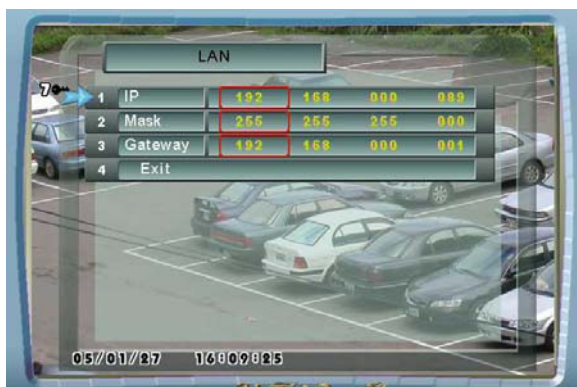 LAN
1 IP 192 168 000 089
2 Mask 255 255 255 000
3 Gateway 192 168 000 001
4 Exit
05/01/27 16:09:25